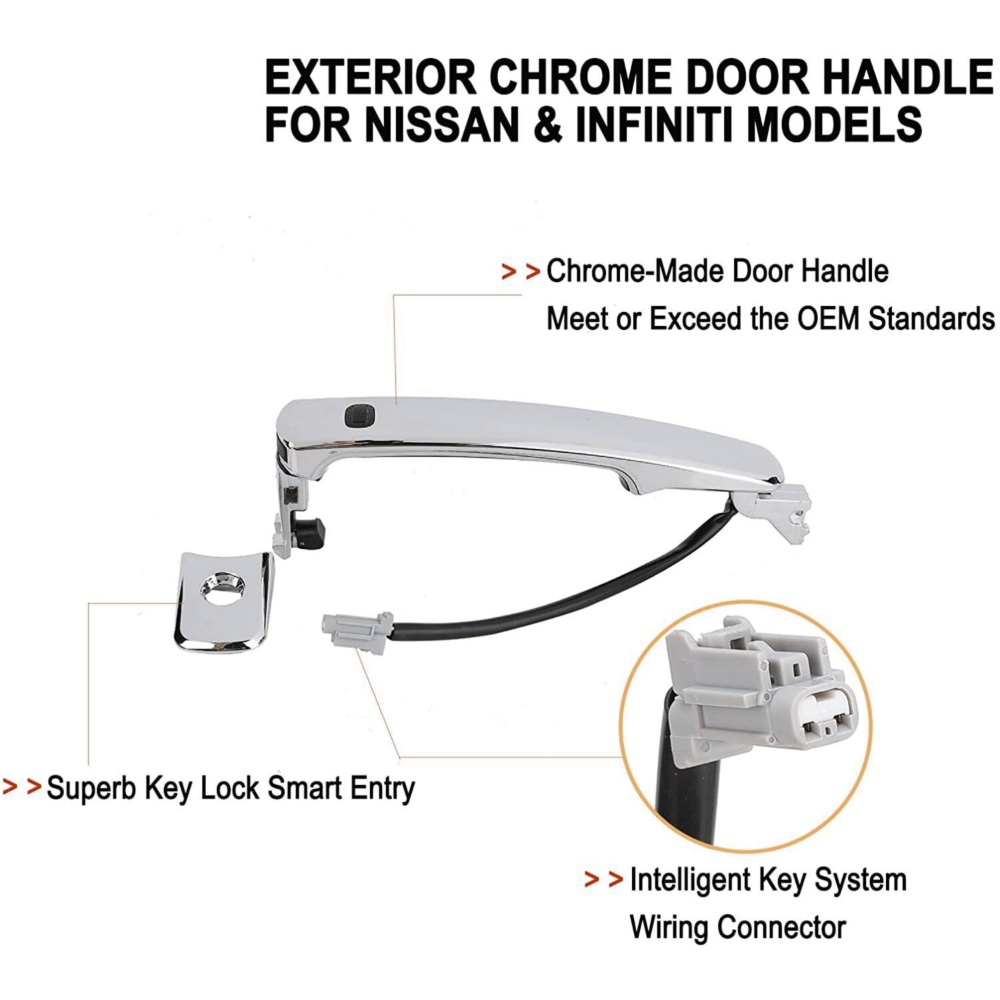 EXTERIOR CHROME DOOR HANDLE
FOR NISSAN & INFINITI MODELS
> > Chrome-Made Door Handle
Meet or Exceed the OEM Standards
> > Superb Key Lock Smart Entry
> > Intelligent Key System
Wiring Connector